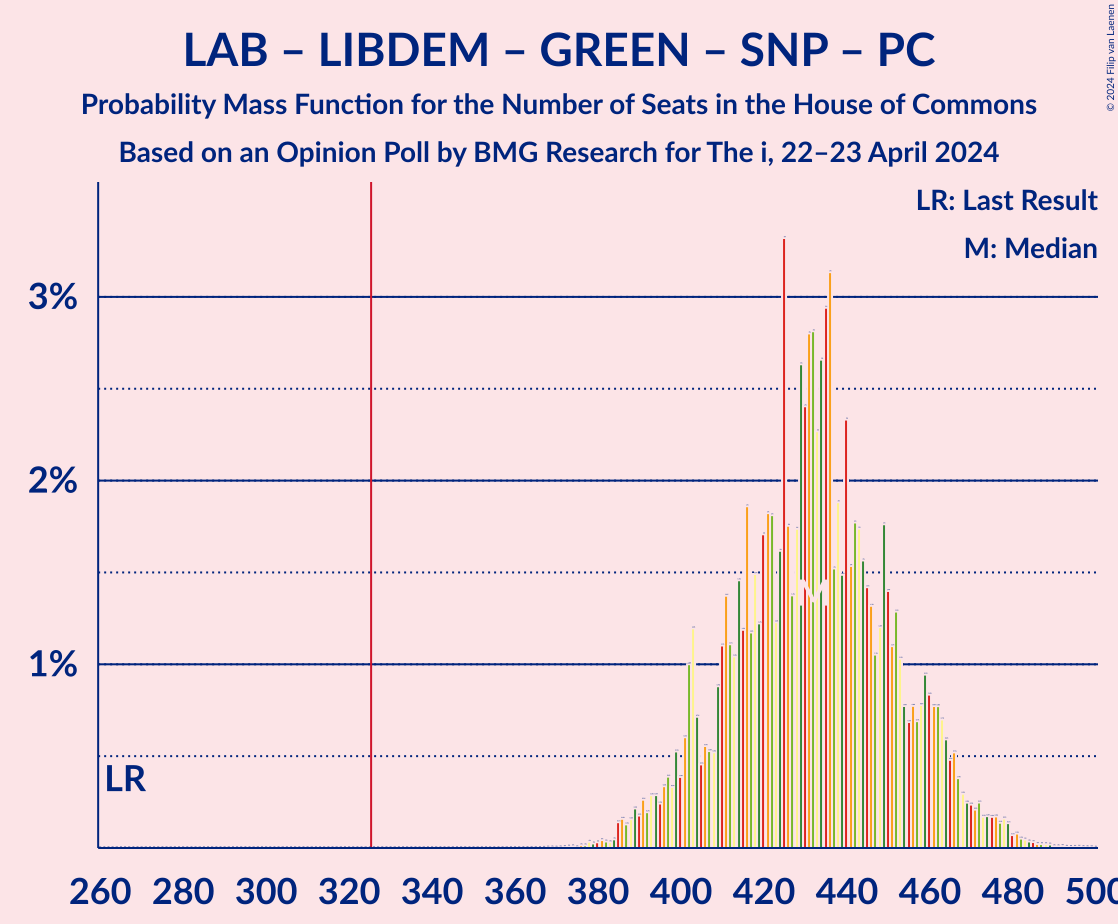 LAB – LIBDEM – GREEN – SNP – PC
Probability Mass Function for the Number of Seats in the House of Commons
Based on an Opinion Poll by BMG Research for The i, 22–23 April 2024
© 2024 Filip van Laenen
LR: Last Result
M: Median
3%
2%
1%
M
LR
260 280 300 320 340 360 380 400 420 440 460 480 500